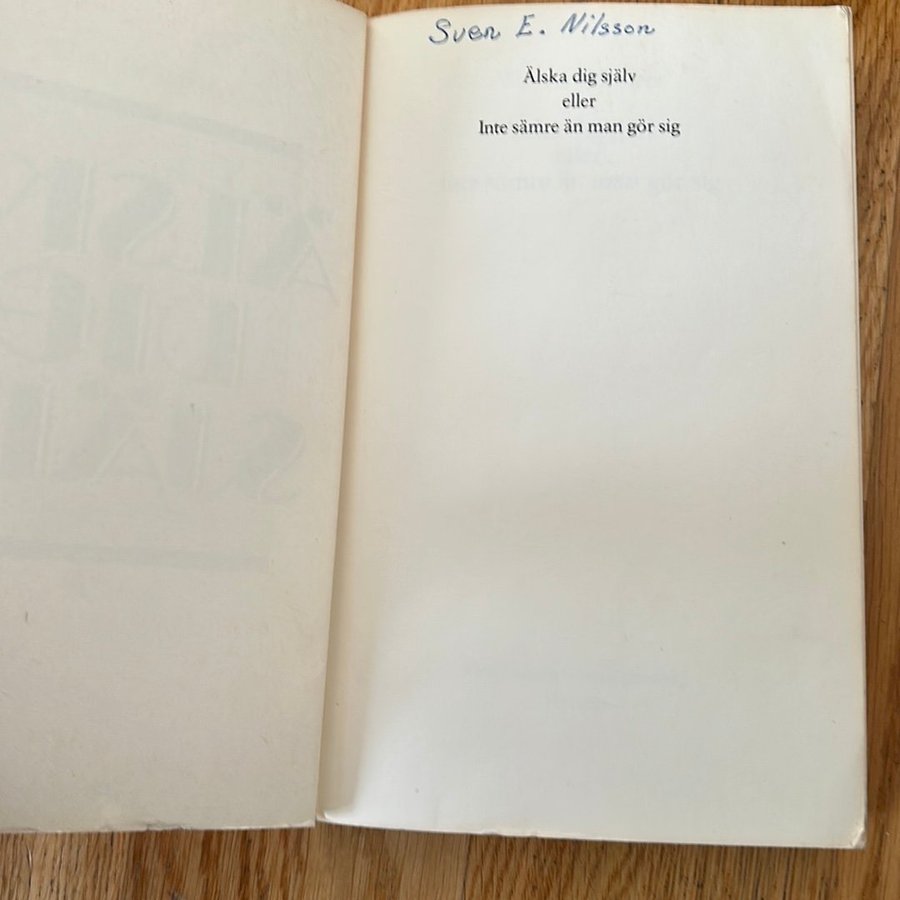 Sven E. Nilsson
Älska dig själv
eller
Inte sämre än man gör sig